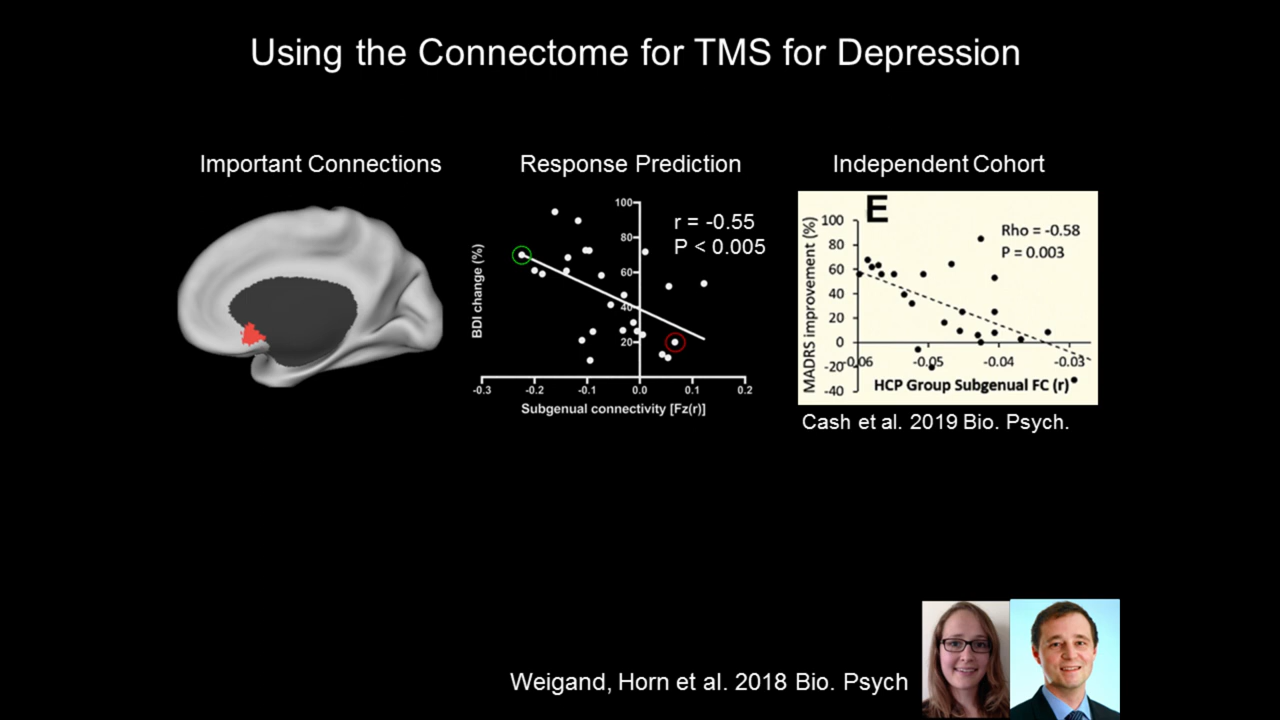 Using the Connectome for TMS for Depression
Important Connections
Response Prediction
Independent Cohort
BDI change (%)
100
80
60
40
20
r = -0.55
P < 0.005
-0.3 -0.2 -0.1 0.0 0.1 0.2
Subgenual connectivity [Fz(r)]
E
MADRS improvement (%)
100
80
60
40
20
0
-20
-40
Rho = -0.58
P = 0.003
-0.06 -0.05 -0.04 -0.03
HCP Group Subgenual FC (r)
Cash et al. 2019 Bio. Psych.
Weigand, Horn et al. 2018 Bio. Psych